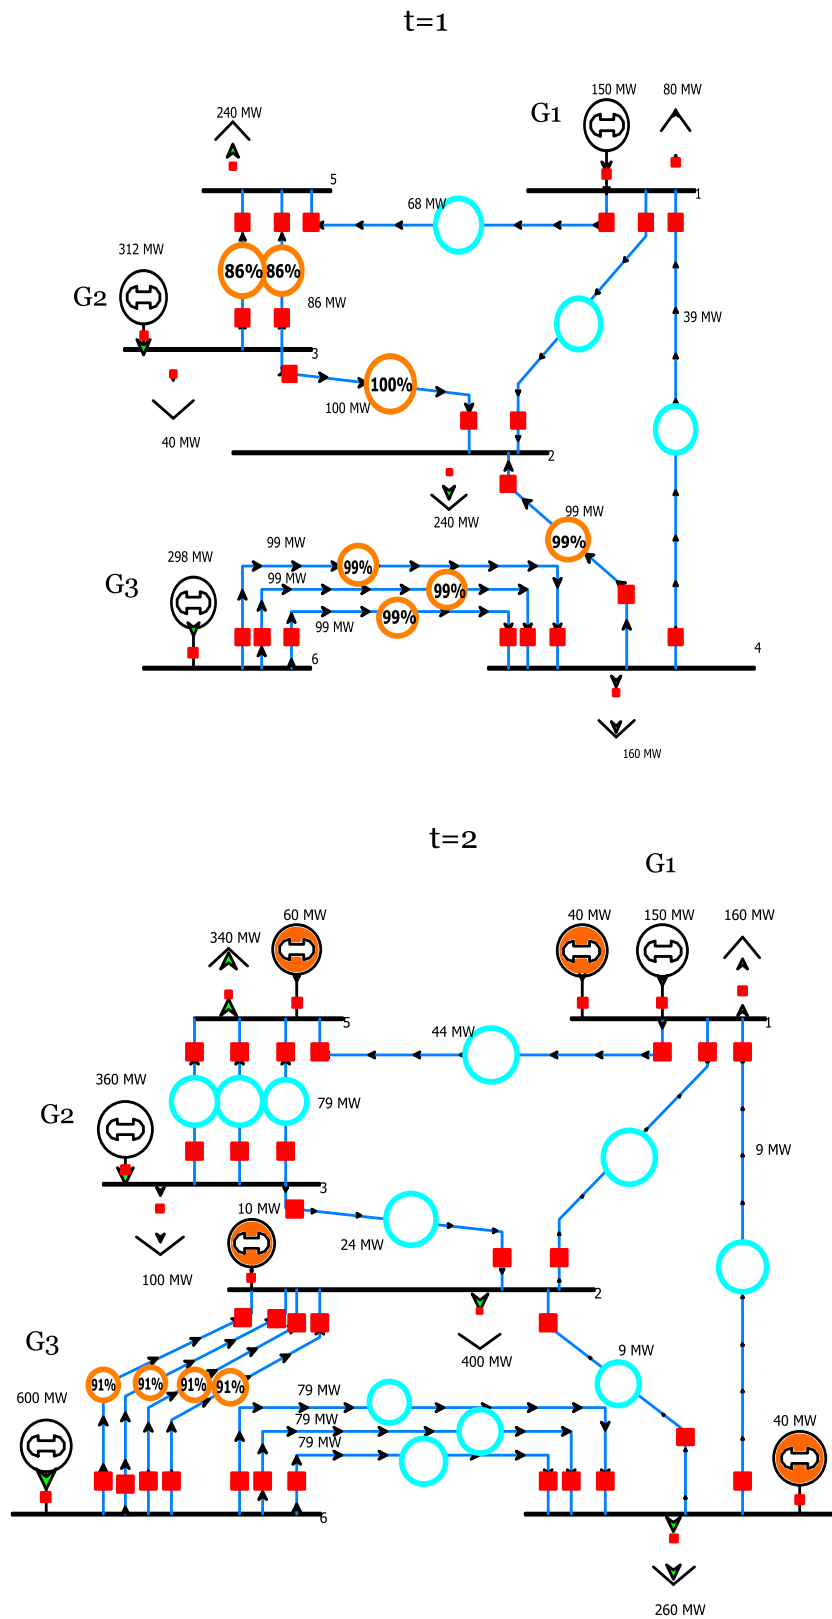 t=1
150 MW
80 MW
G1
240 MW
5
1
68 MW
312 MW
86%
86%
G2
86 MW
39 MW
3
100%
100 MW
40 MW
2
240 MW
99 MW
99 MW
99%
298 MW
99%
99 MW
G3
99%
99%
99 MW
6
4
160 MW
t=2
G1
60 MW
40 MW
150 MW
160 MW
340 MW
5
1
44 MW
360 MW
G2
79 MW
9 MW
3
10 MW
24 MW
100 MW
2
G3
400 MW
9 MW
91%
91%
91%
91%
79 MW
600 MW
79 MW
40 MW
79 MW
6
260 MW